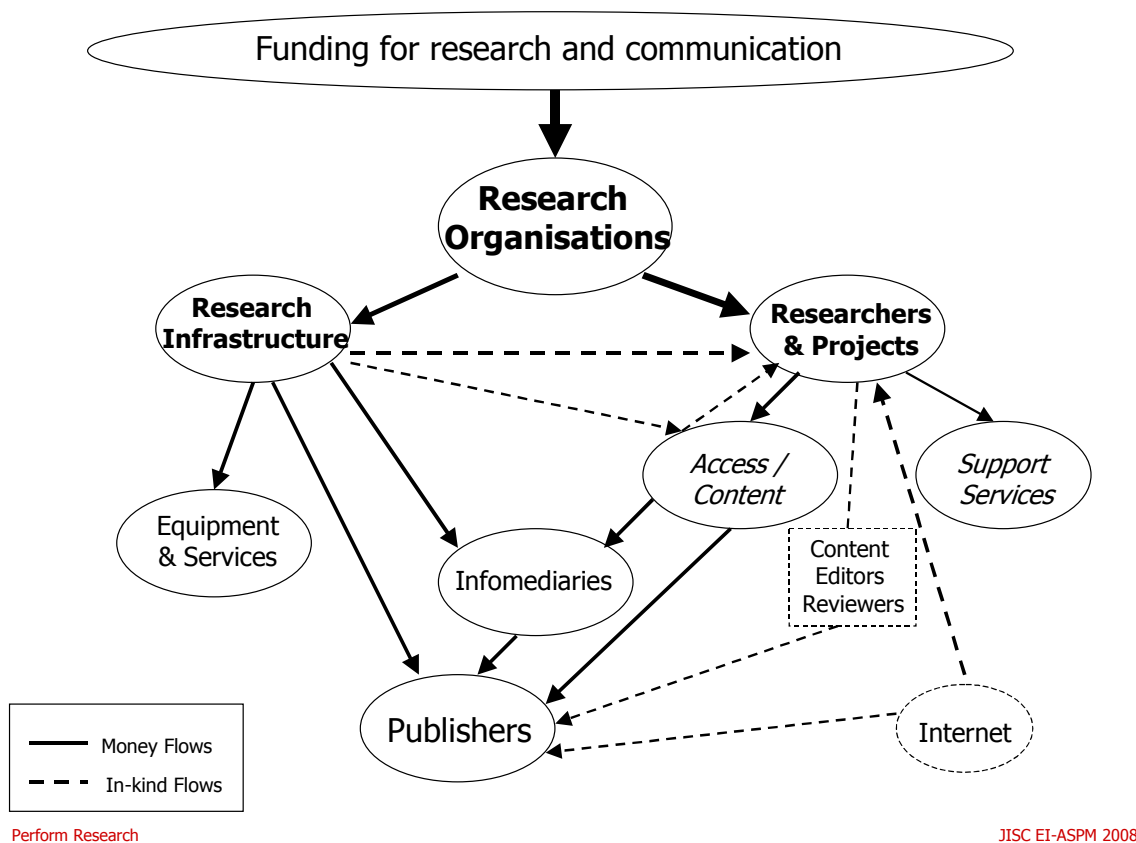 Funding for research and communication
Research
Organisations
Research
Infrastructure
Researchers
& Projects
Access /
Content
Support
Services
Equipment
& Services
Content
Editors
Reviewers
Infomediaries
Publishers
Internet
Money Flows
In-kind Flows
Perform Research
JISC EI-ASPM 2008